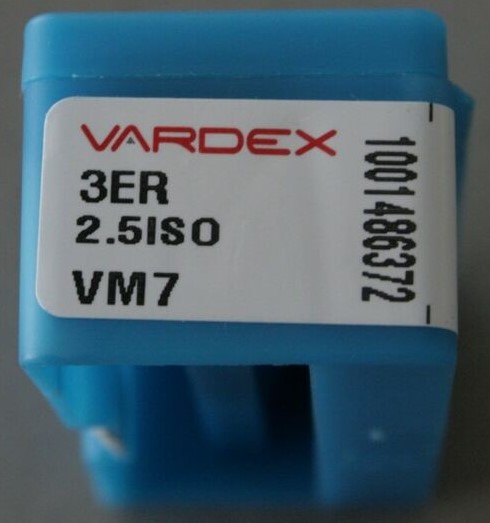 VARDEX
3ER
2.5ISO
VM7
1001486372